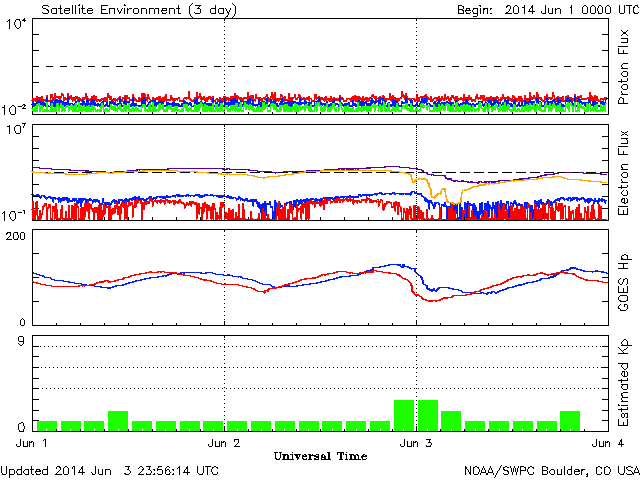 Satellite Environment (3 day)
Begin: 2014 Jun 1 0000 UTC
10^4
10^-2
Proton Flux
10^7
10^-1
Electron Flux
200
0
GOES Hp
9
0
Estimated Kp
Jun 1 Jun 2 Jun 3 Jun 4
Universal Time
Updated 2014 Jun 3 23:56:14 UTC
NOAA/SWPC Boulder, CO USA